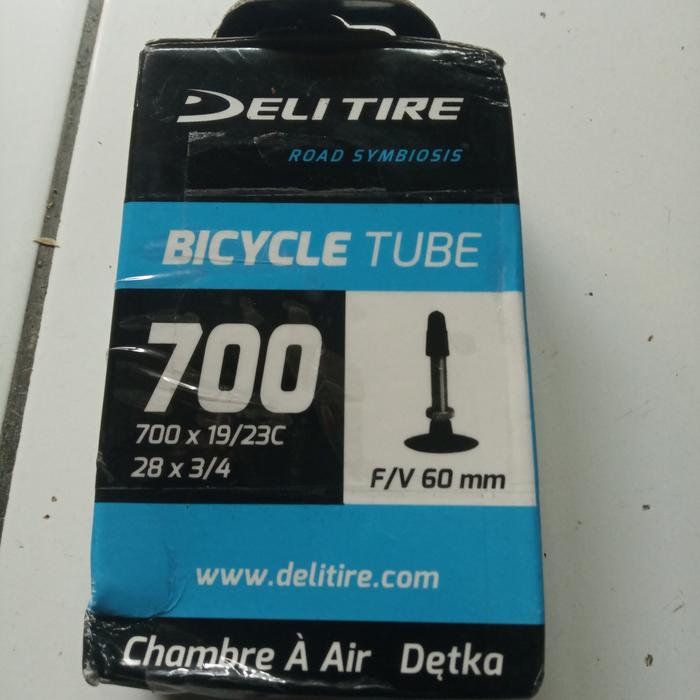 DELI TIRE
ROAD SYMBIOSIS
BICYCLE TUBE
700
700 x 19/23C
28 x 3/4
F/V 60 mm
www.delitire.com
Chambre À Air Dętka